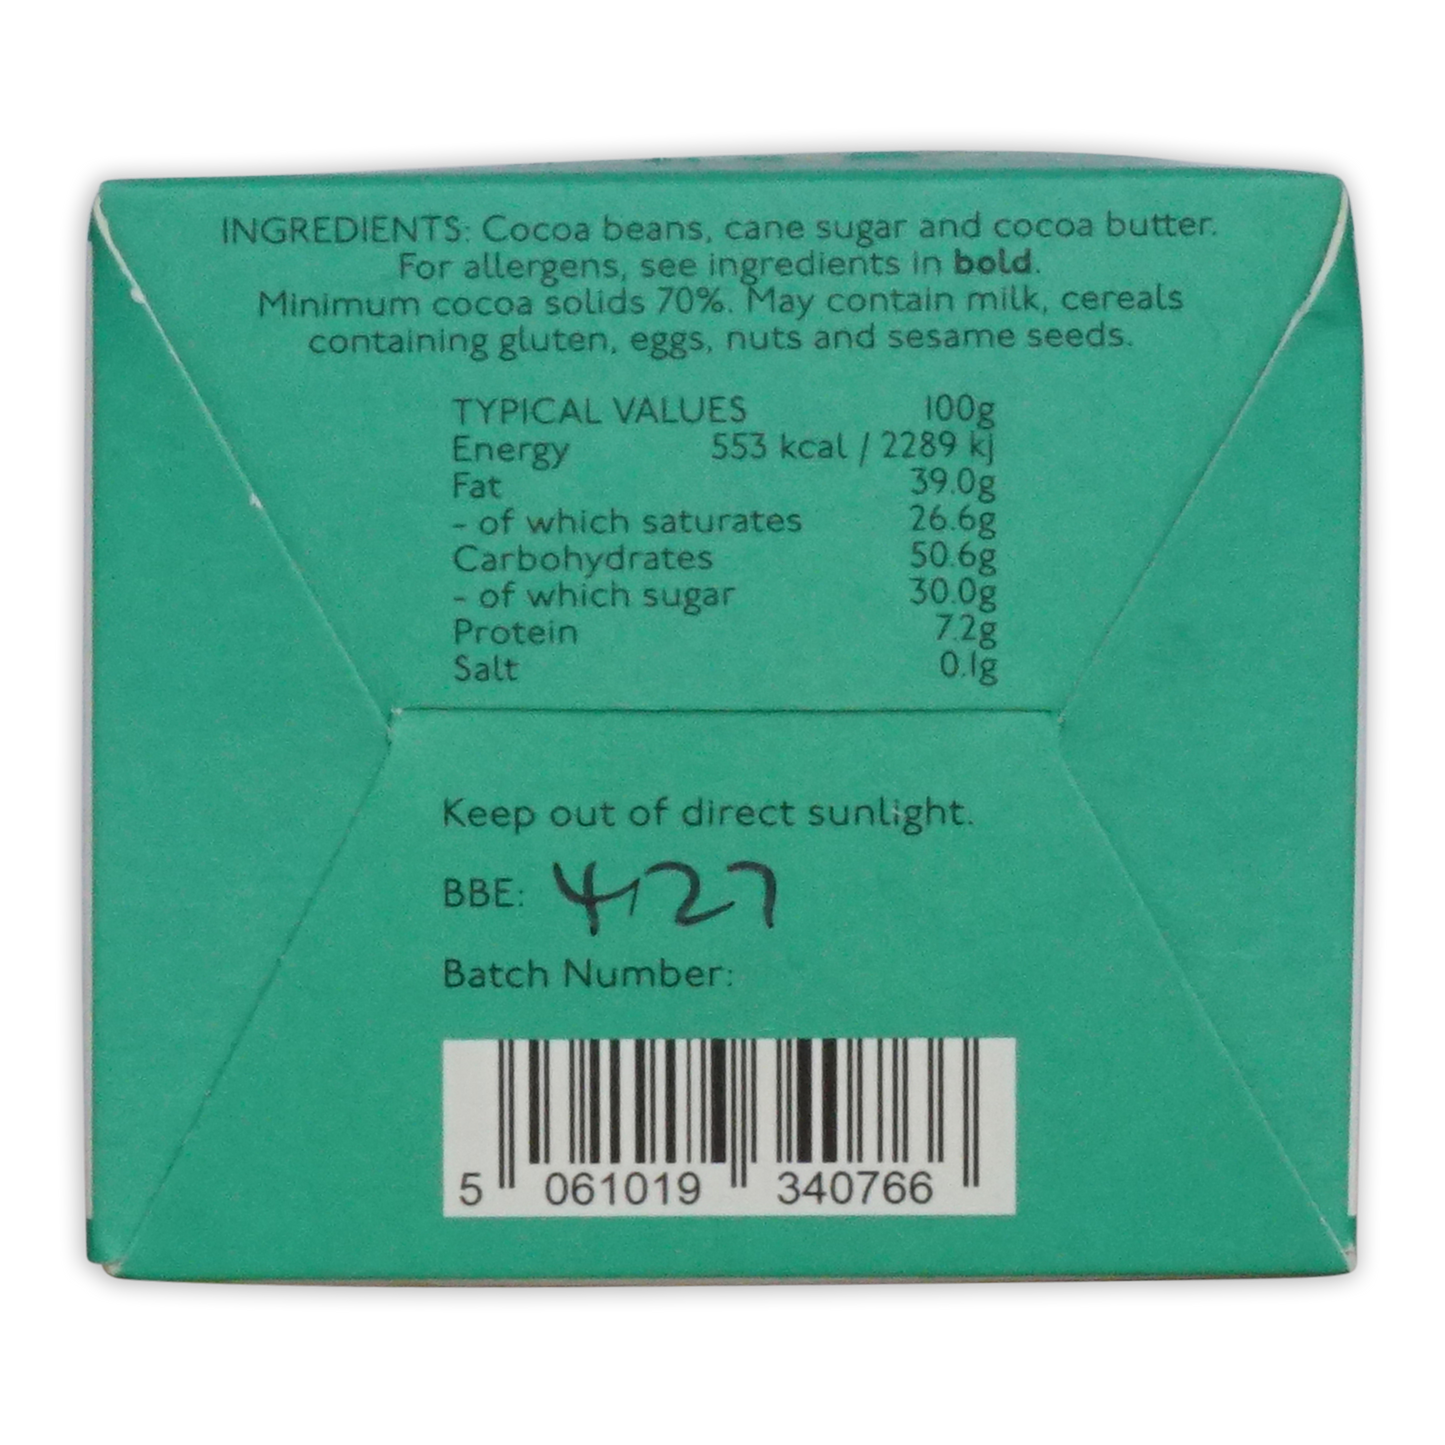 INGREDIENTS: Cocoa beans, cane sugar and cocoa butter.
For allergens, see ingredients in bold.
Minimum cocoa solids 70%. May contain milk, cereals
containing gluten, eggs, nuts and sesame seeds.
TYPICAL VALUES 100g
Energy 553 kcal / 2289 kj
Fat 39.0g
- of which saturates 26.6g
Carbohydrates 50.6g
- of which sugar 30.0g
Protein 7.2g
Salt 0.1g
Keep out of direct sunlight.
BBE: 4/27
Batch Number:
5 061019 340766